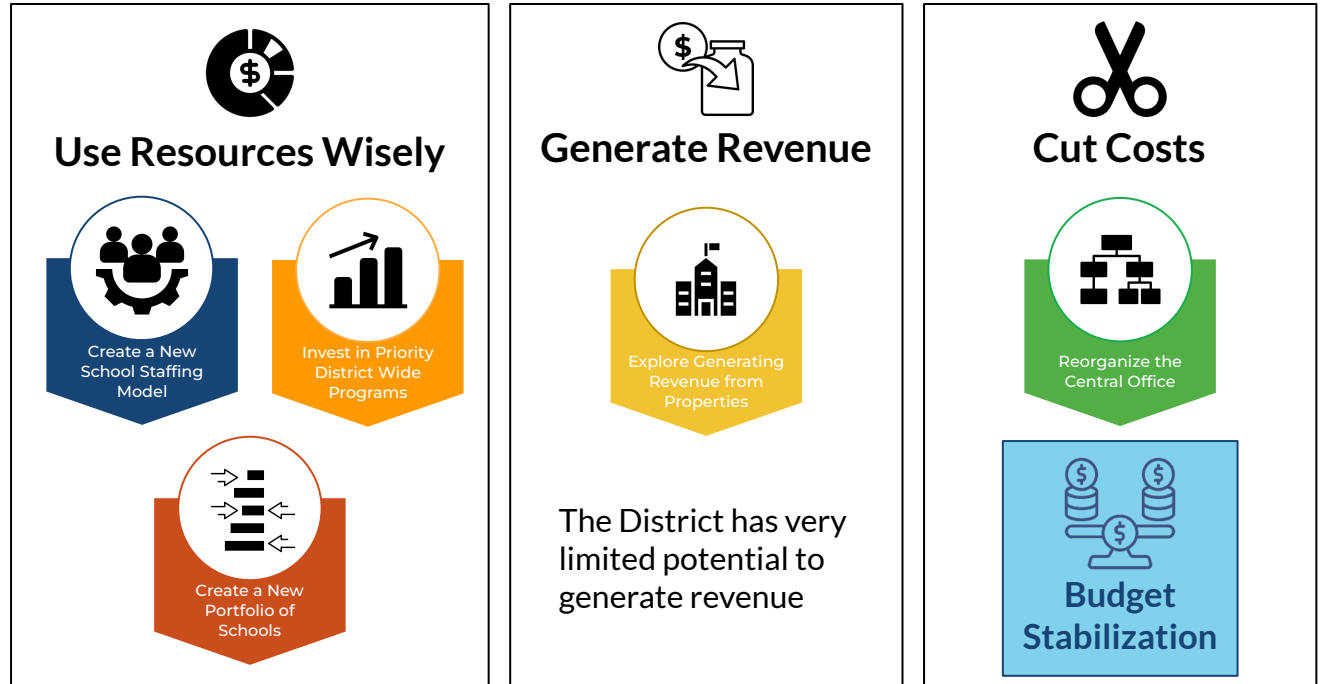 $
Use Resources Wisely
Create a New
School Staffing
Model
Invest in Priority
District Wide
Programs
Create a New
Portfolio of
Schools
$
Generate Revenue
Explore Generating
Revenue from
Properties
The District has very
limited potential to
generate revenue
Cut Costs
Reorganize the
Central Office
$
$
$
Budget
Stabilization